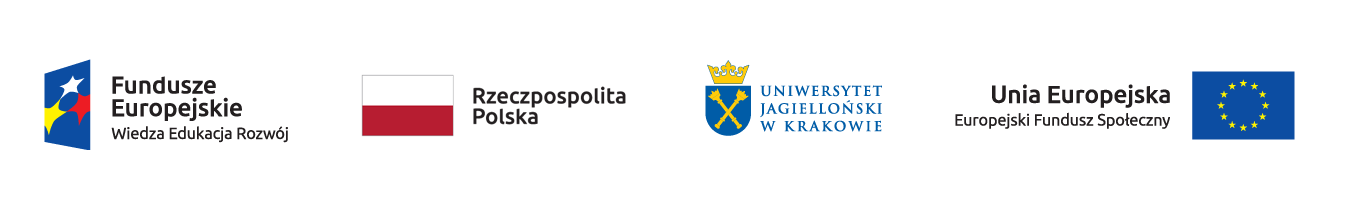 Fundusze
Europejskie
Wiedza Edukacja Rozwój
Rzeczpospolita
Polska
UNIWERSYTET
JAGIELLOŃSKI
W KRAKOWIE
Unia Europejska
Europejski Fundusz Społeczny